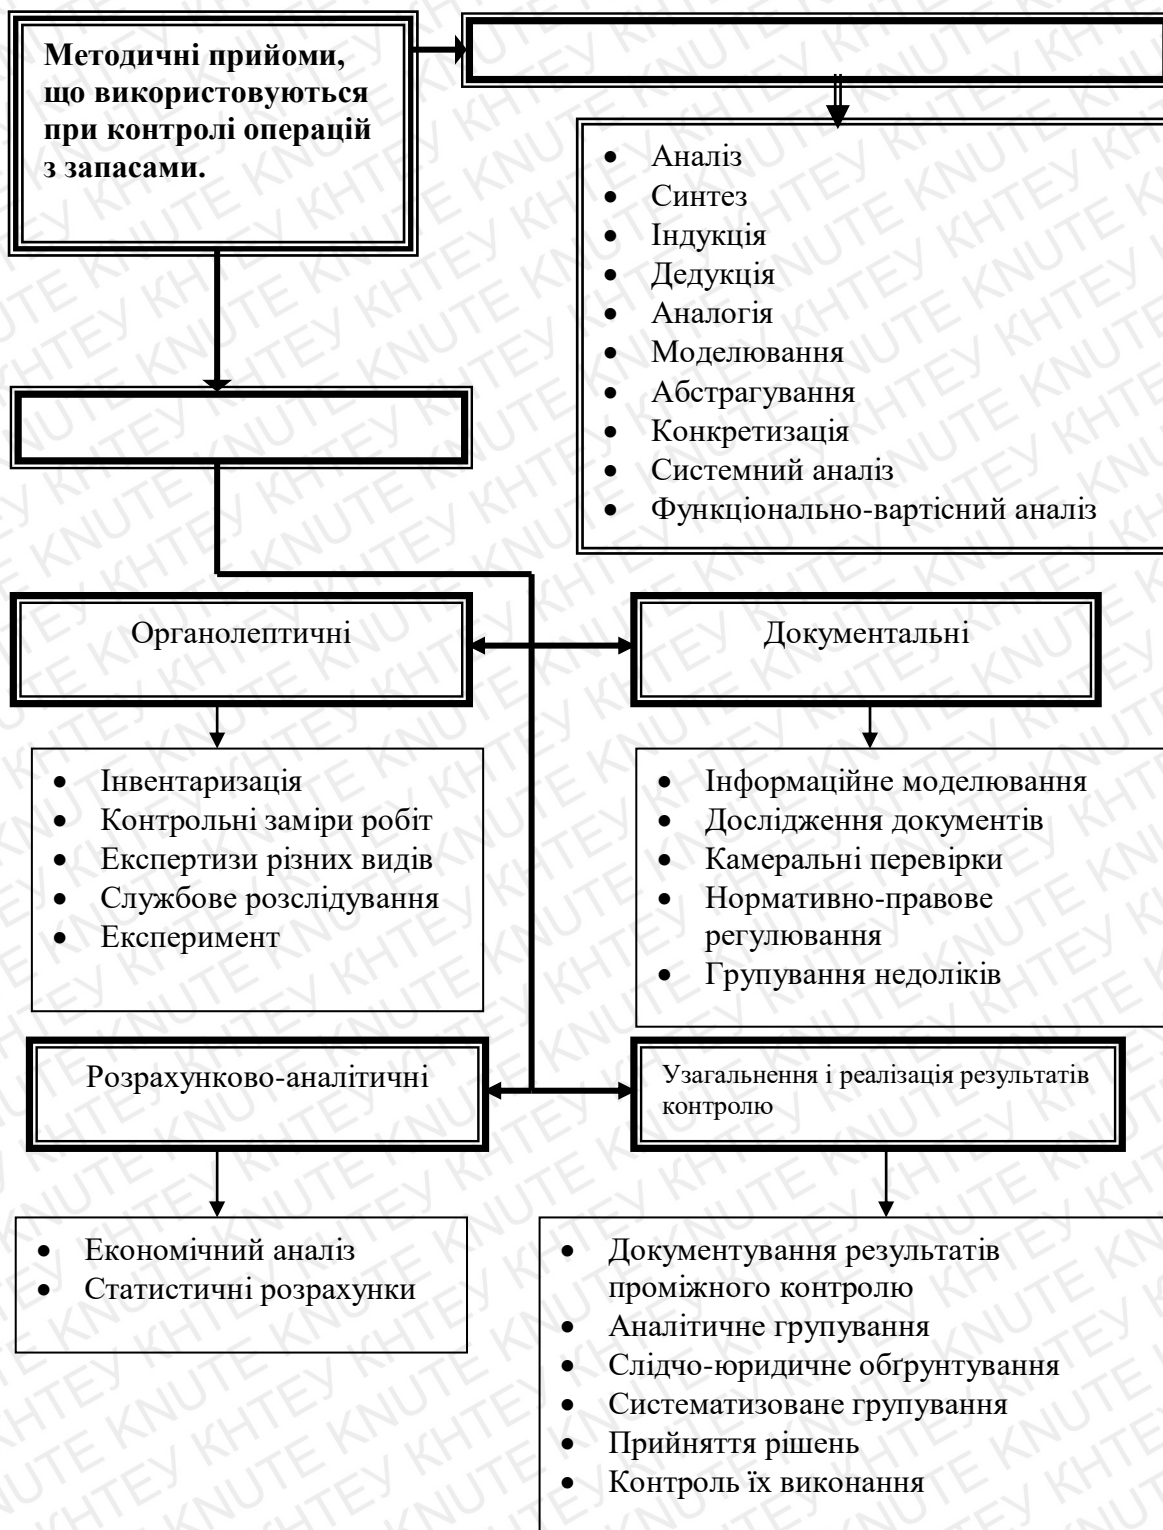 Методичні прийоми,
що використовуються
при контролі операцій
з запасами.
• Аналіз
• Синтез
• Індукція
• Дедукція
• Аналогія
• Моделювання
• Абстрагування
• Конкретизація
• Системний аналіз
• Функціонально-вартісний аналіз
Органолептичні
• Інвентаризація
• Контрольні заміри робіт
• Експертизи різних видів
• Службове розслідування
• Експеримент
Документальні
• Інформаційне моделювання
• Дослідження документів
• Камеральні перевірки
• Нормативно-правове
регулювання
• Групування недоліків
Розрахунково-аналітичні
• Економічний аналіз
• Статистичні розрахунки
Узагальнення і реалізація результатів
контролю
• Документування результатів
проміжного контролю
• Аналітичне групування
• Слідчо-юридичне обґрунтування
• Систематизоване групування
• Прийняття рішень
• Контроль їх виконання
КНТЕУ KNUTE